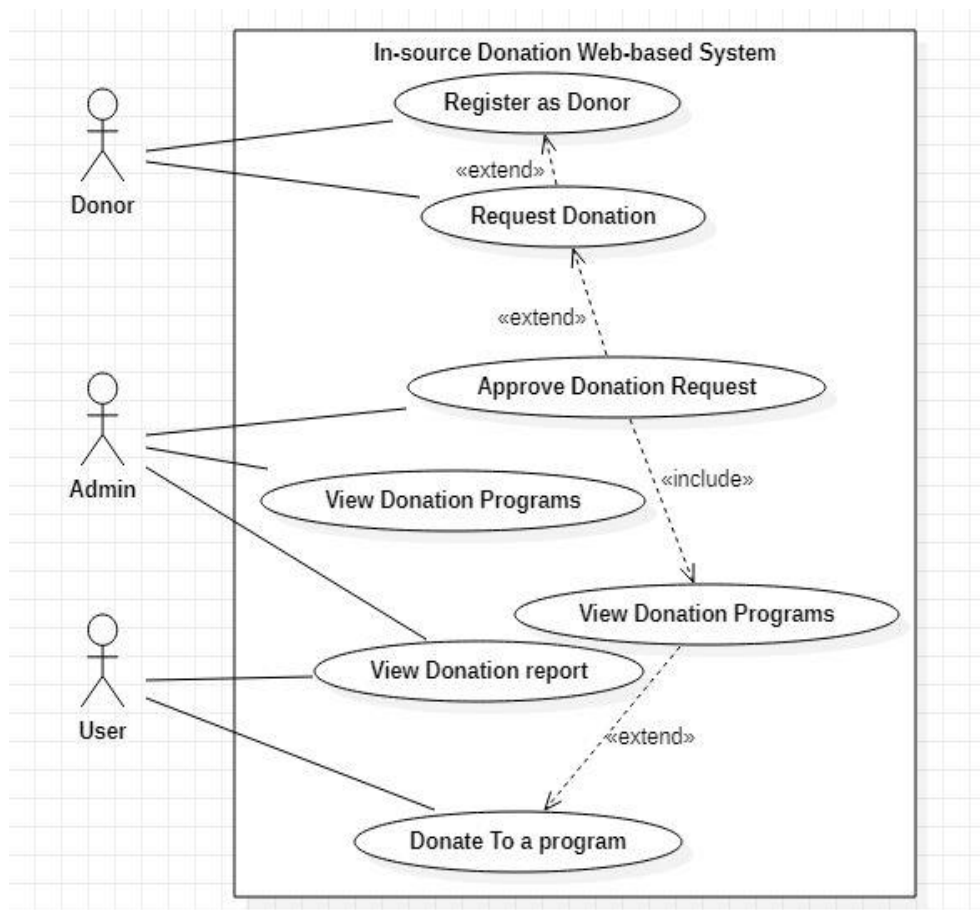 In-source Donation Web-based System
Register as Donor
«extend»
Donor
Request Donation
«extend»
Approve Donation Request
Admin
«include»
View Donation Programs
View Donation Programs
View Donation report
User
«extend»
Donate To a program